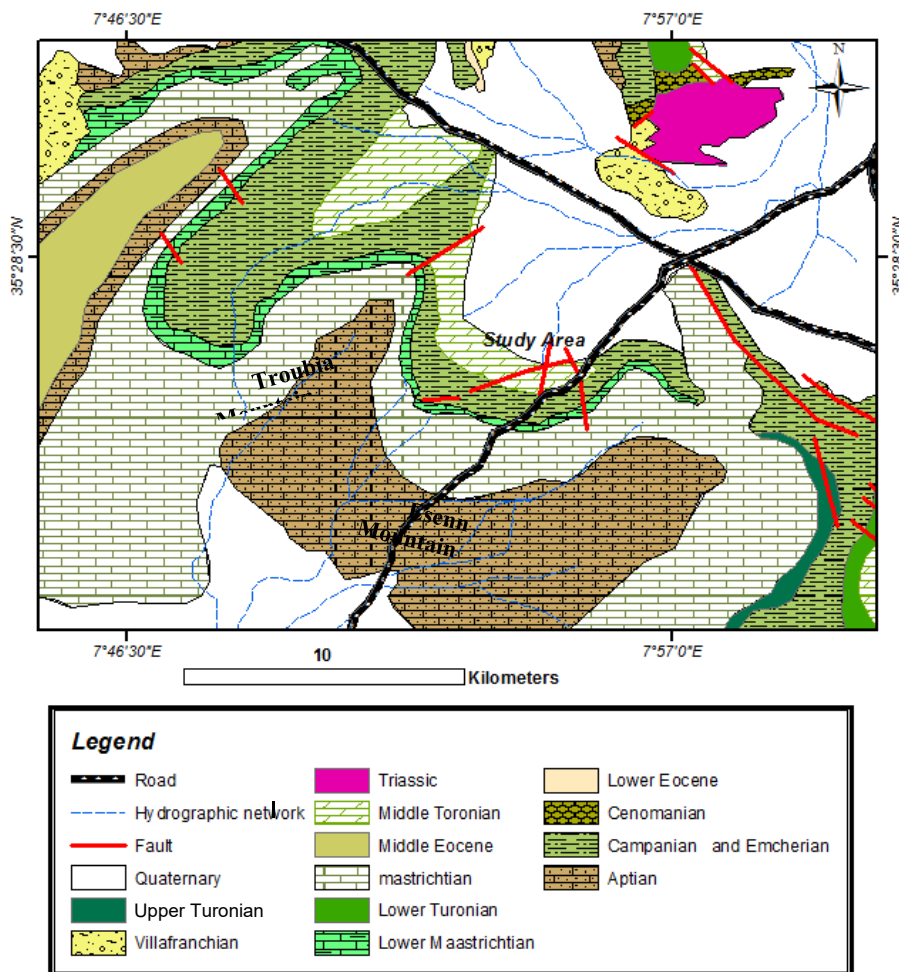 7°46'30"E 7°57'0"E
N
35°28'30"N 35°28'30"N
Study Area
Troubia
Esenn
Mountain
7°46'30"E 7°57'0"E
10
Kilometers
Legend
Road Triassic Lower Eocene
Hydrographic network Middle Toronian Cenomanian
Fault Middle Eocene Campanian and Emcherian
Quaternary mastrichtian Aptian
Upper Turonian Lower Turonian
Villafranchian Lower Maastrichtian